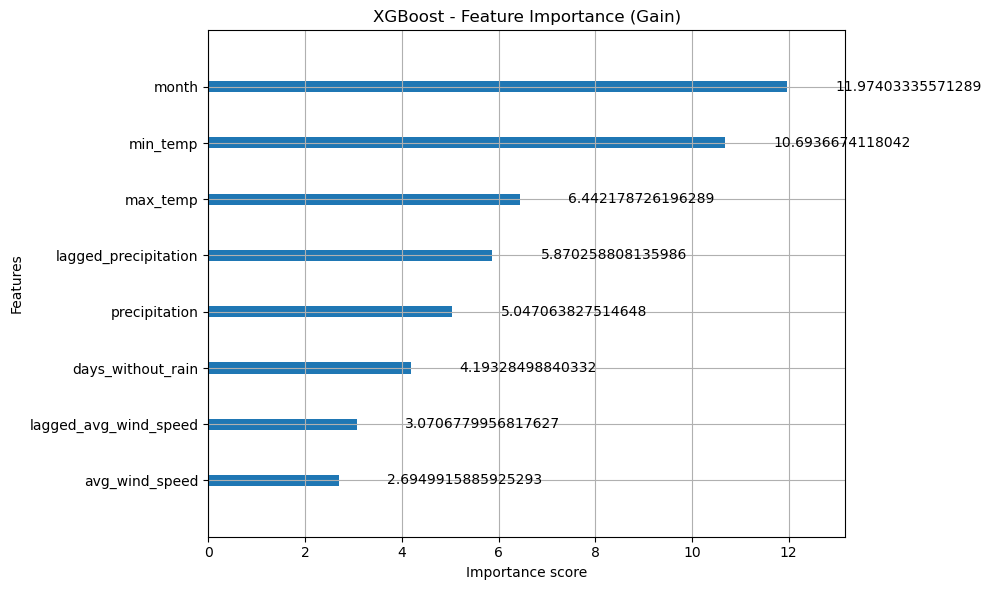 XGBoost - Feature Importance (Gain)
month
11.97403335571289
min_temp
10.6936674118042
max_temp
6.442178726196289
lagged_precipitation
5.870258808135986
precipitation
5.047063827514648
days_without_rain
4.19328498840332
lagged_avg_wind_speed
3.0706779956817627
avg_wind_speed
2.6949915885925293
Features
0 2 4 6 8 10 12
Importance score